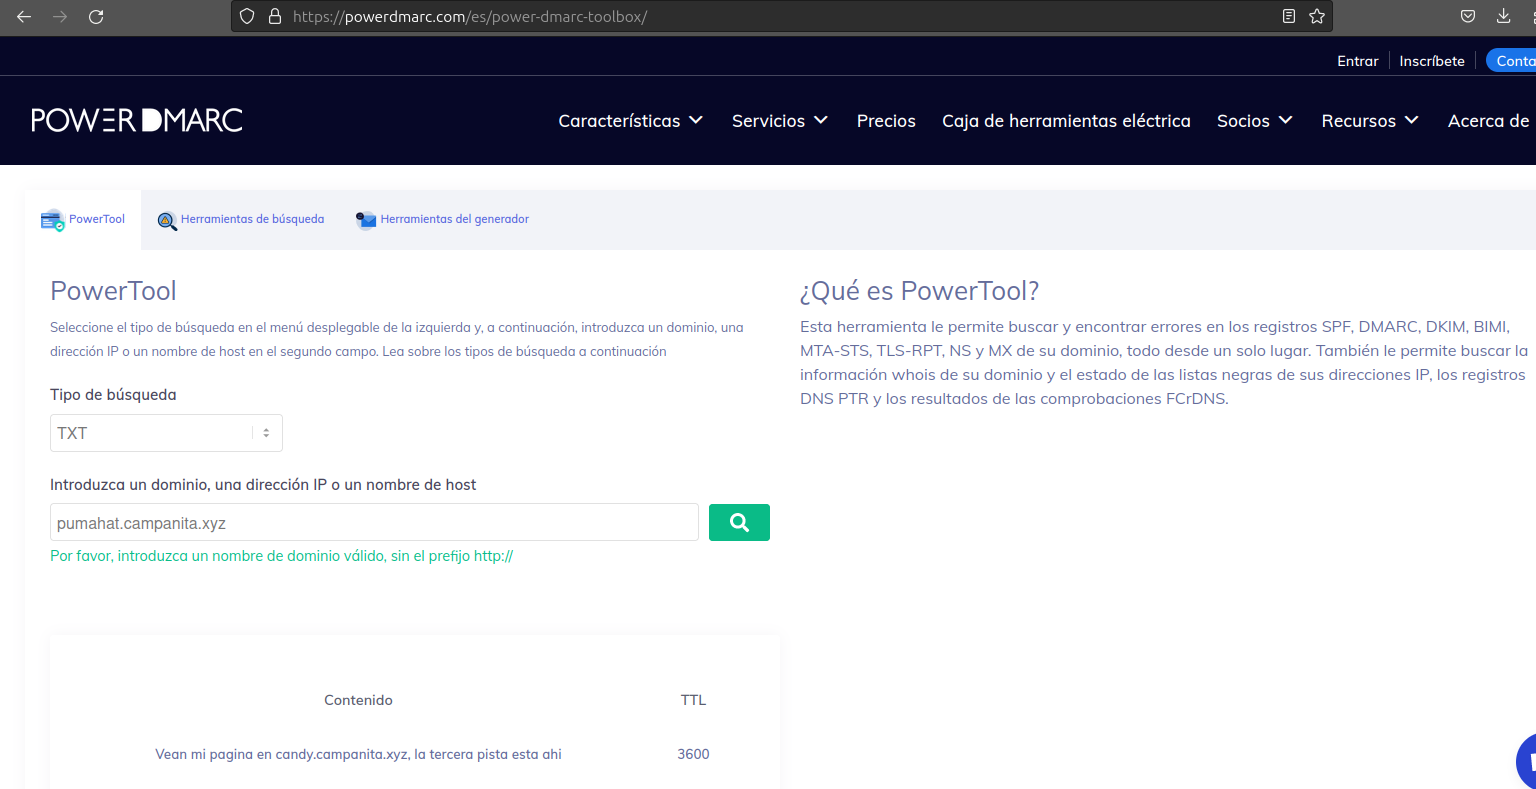 https://powerdmarc.com/es/power-dmarc-toolbox/
Entrar
Inscríbete
Conta
POWER DMARC
Características
Servicios
Precios
Caja de herramientas eléctrica
Socios
Recursos
Acerca de
PowerTool
Herramientas de búsqueda
Herramientas del generador
PowerTool
Seleccione el tipo de búsqueda en el menú desplegable de la izquierda y, a continuación, introduzca un dominio, una
dirección IP o un nombre de host en el segundo campo. Lea sobre los tipos de búsqueda a continuación
Tipo de búsqueda
TXT
Introduzca un dominio, una dirección IP o un nombre de host
pumahat.campanita.xyz
Por favor, introduzca un nombre de dominio válido, sin el prefijo http://
¿Qué es PowerTool?
Esta herramienta le permite buscar y encontrar errores en los registros SPF, DMARC, DKIM, BIMI,
MTA-STS, TLS-RPT, NS y MX de su dominio, todo desde un solo lugar. También le permite buscar la
información whois de su dominio y el estado de las listas negras de sus direcciones IP, los registros
DNS PTR y los resultados de las comprobaciones FCrDNS.
Contenido
TTL
Vean mi pagina en candy.campanita.xyz, la tercera pista esta ahi
3600